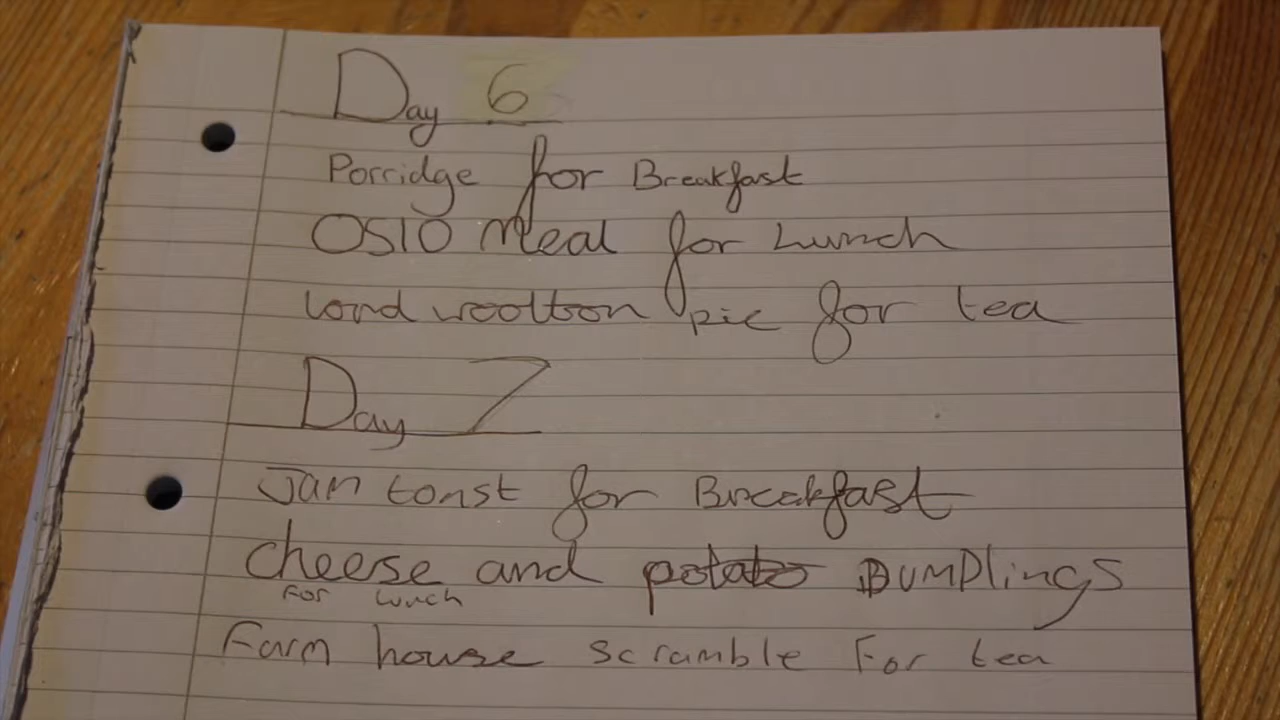 Day 6
Porridge for Breakfast
OSlO Meal for Lunch
Lord woolton pie for tea
Day 7
Jam toast for Breakfast
cheese and potato Dumplings
For Lunch
Farm house scramble For tea